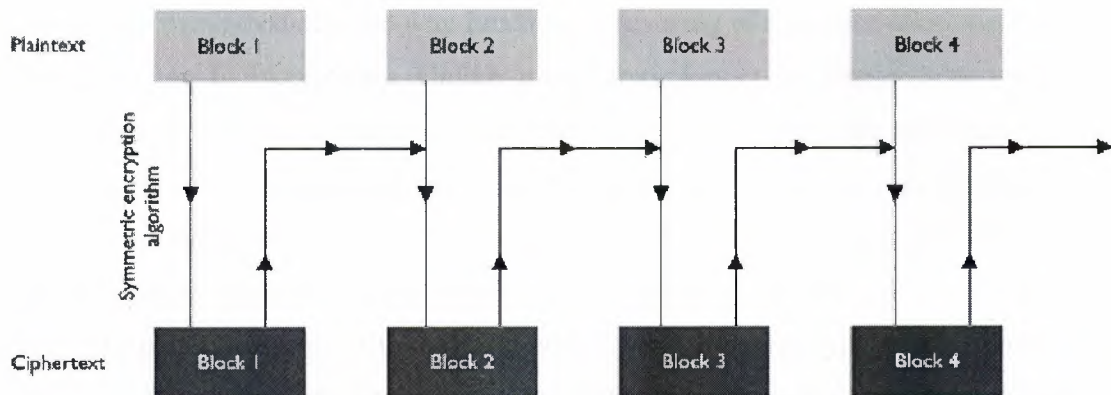 Plaintext
Block 1
Block 2
Block 3
Block 4
Symmetric encryption
algorithm
Ciphertext
Block 1
Block 2
Block 3
Block 4